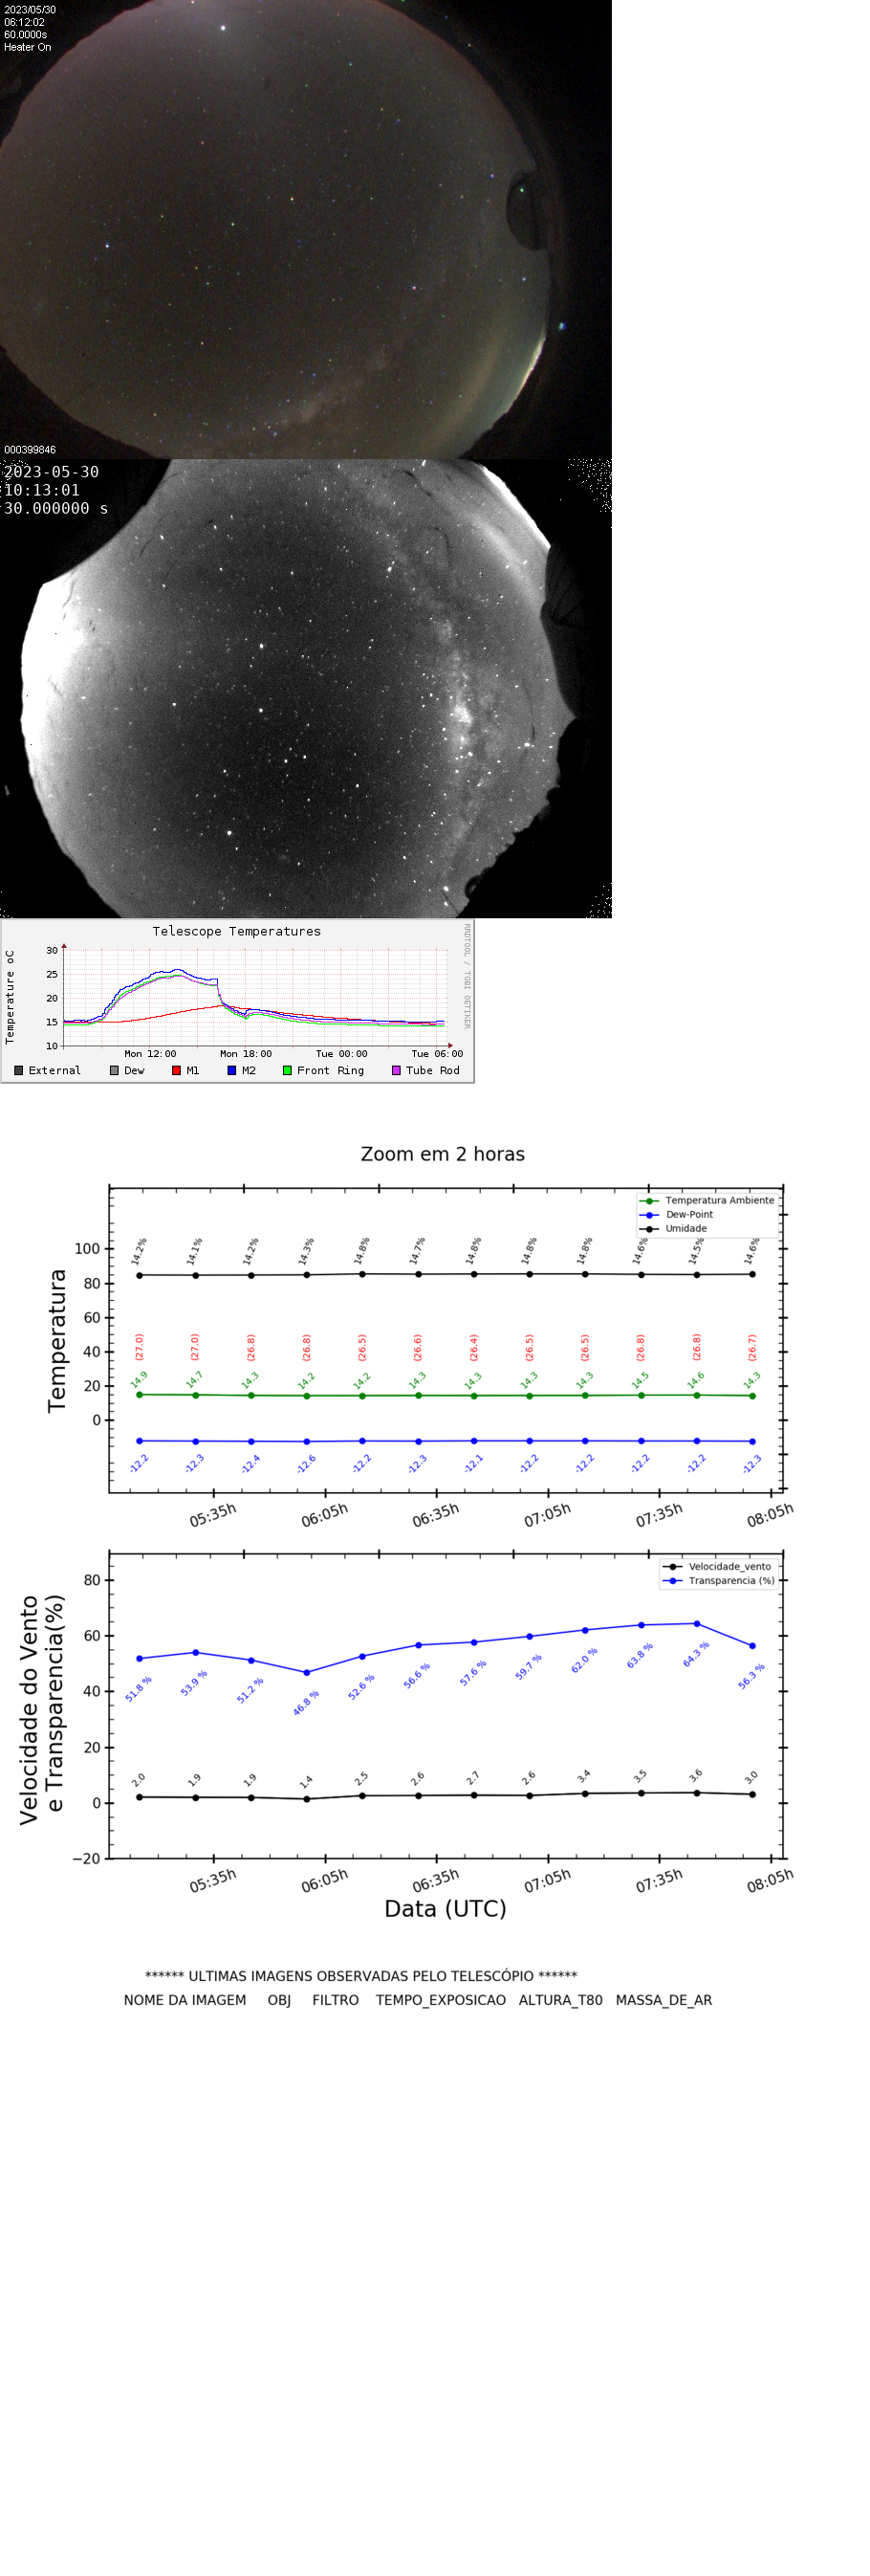 2023/05/30
06:12:02
60.0000s
Heater On
000399846
2023-05-30
10:13:01
30.000000 s
Telescope Temperatures
RRDTOOL / TOBI OETIKER
Temperature oC
30
25
20
15
10
Mon 12:00 Mon 18:00 Tue 00:00 Tue 06:00
External Dew M1 M2 Front Ring Tube Rod
Zoom em 2 horas
Temperatura Ambiente
Dew-Point
Umidade
Temperatura
100
80
60
40
20
0
14.2% 14.1% 14.2% 14.3% 14.8% 14.7% 14.8% 14.8% 14.8% 14.6% 14.5% 14.6%
(27.0) (27.0) (26.8) (26.8) (26.5) (26.6) (26.4) (26.5) (26.5) (26.8) (26.8) (26.7)
14.9 14.7 14.3 14.2 14.2 14.3 14.3 14.3 14.3 14.5 14.6 14.3
-12.2 -12.3 -12.4 -12.6 -12.2 -12.3 -12.1 -12.2 -12.2 -12.2 -12.2 -12.3
05:35h 06:05h 06:35h 07:05h 07:35h 08:05h
Velocidade_vento
Transparencia (%)
Velocidade do Vento
e Transparencia(%)
80
60
40
20
0
−20
51.8 % 53.9 % 51.2 % 46.8 % 52.6 % 56.6 % 57.6 % 59.7 % 62.0 % 63.8 % 64.3 % 56.3 %
2.0 1.9 1.9 1.4 2.5 2.6 2.7 2.6 3.4 3.5 3.6 3.0
05:35h 06:05h 06:35h 07:05h 07:35h 08:05h
Data (UTC)
****** ULTIMAS IMAGENS OBSERVADAS PELO TELESCÓPIO ******
NOME DA IMAGEM OBJ FILTRO TEMPO_EXPOSICAO ALTURA_T80 MASSA_DE_AR